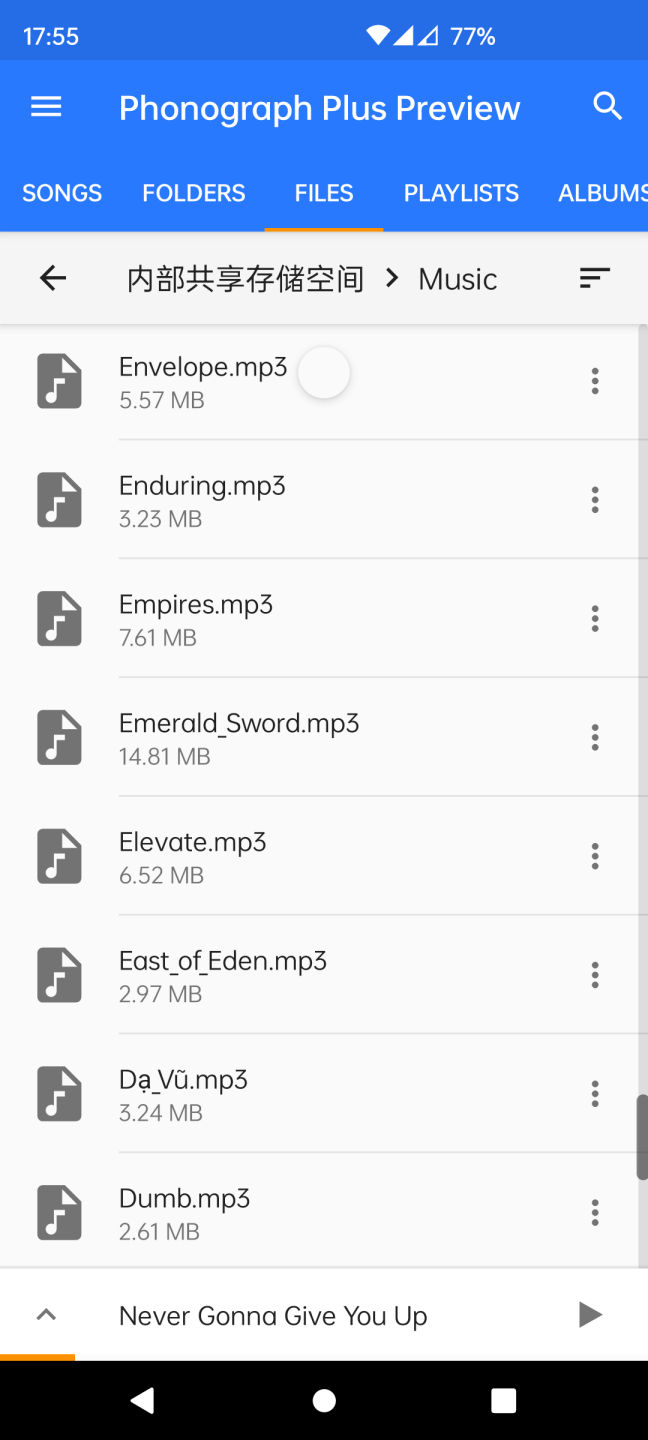 17:55 77%
Phonograph Plus Preview
SONGS FOLDERS FILES PLAYLISTS ALBUMS
内部共享存储空间 Music
Envelope.mp3
5.57 MB
Enduring.mp3
3.23 MB
Empires.mp3
7.61 MB
Emerald_Sword.mp3
14.81 MB
Elevate.mp3
6.52 MB
East_of_Eden.mp3
2.97 MB
Dạ_Vũ.mp3
3.24 MB
Dumb.mp3
2.61 MB
Never Gonna Give You Up